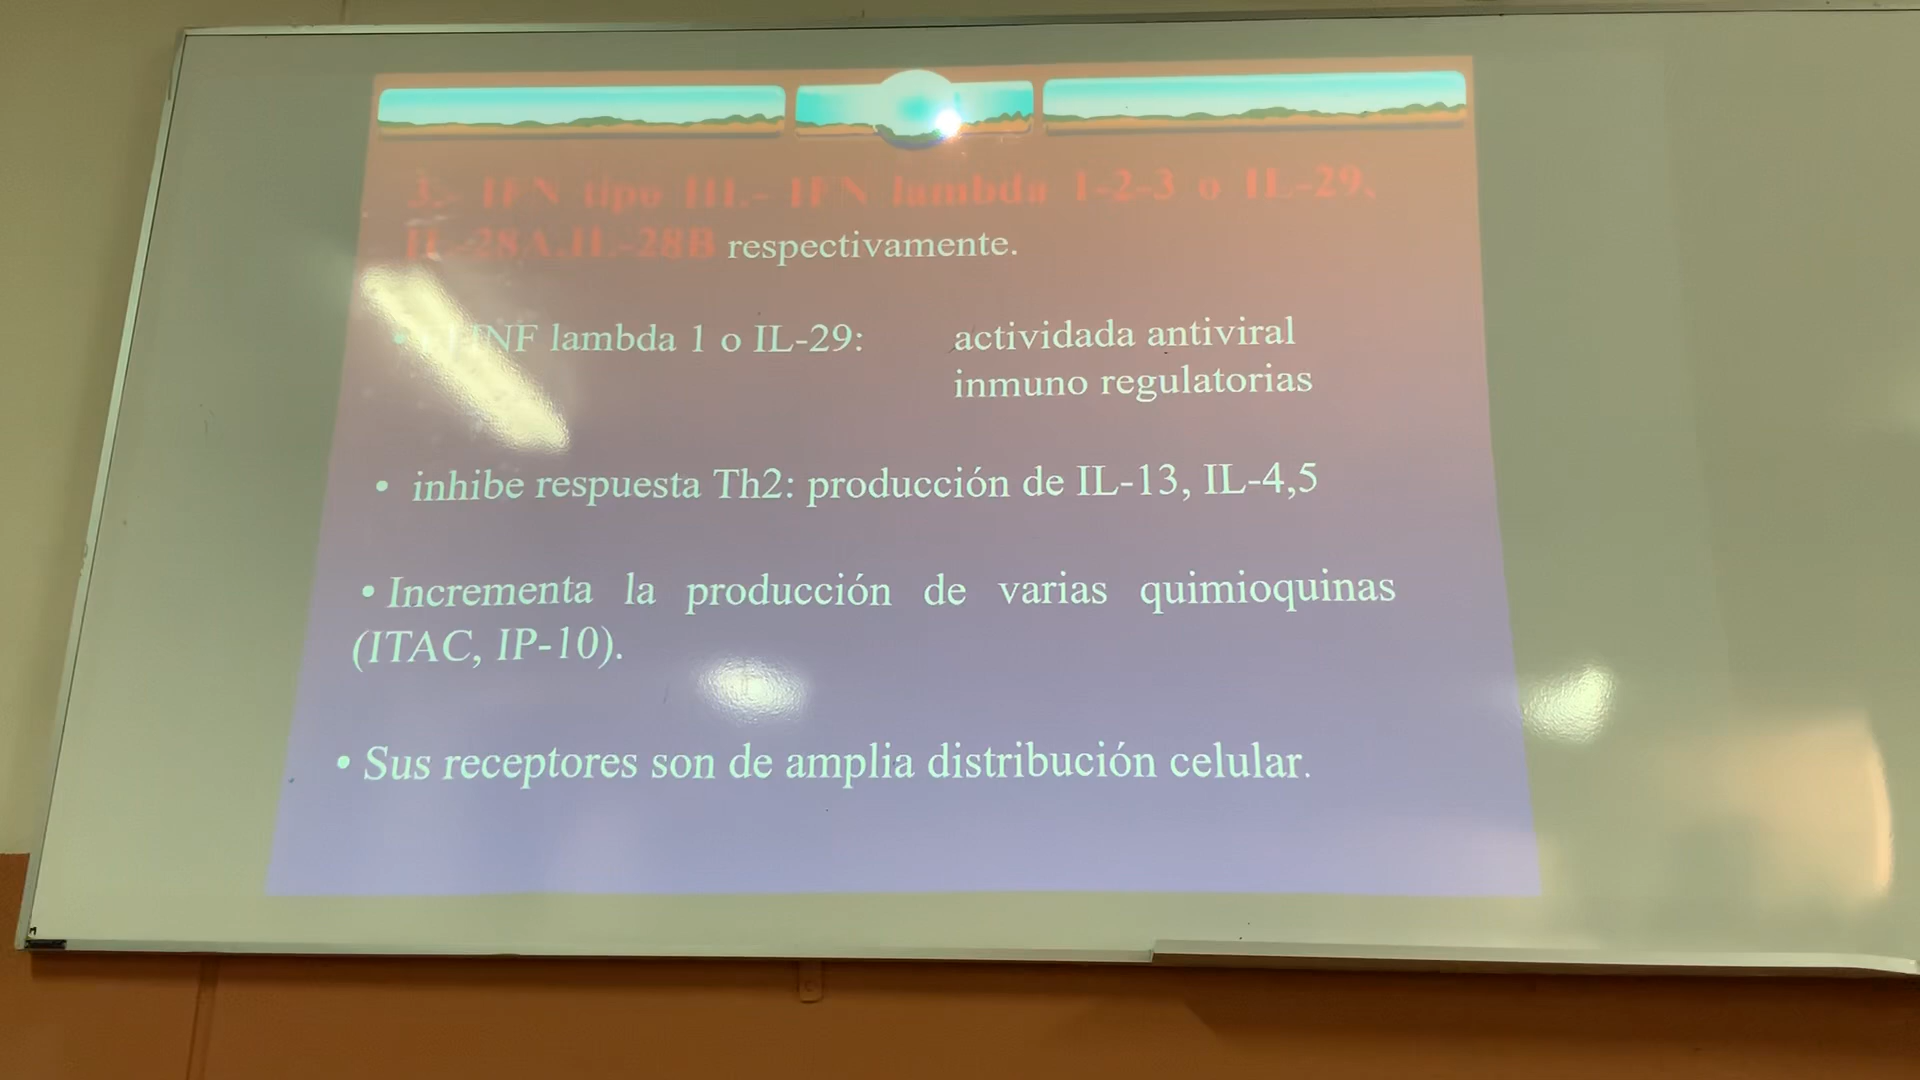 3.- IFN tipo III.- IFN lambda 1-2-3 o IL-29,
IL-28A,IL-28B respectivamente.
• INF lambda 1 o IL-29: actividada antiviral
inmuno regulatorias
• inhibe respuesta Th2: producción de IL-13, IL-4,5
• Incrementa la producción de varias quimioquinas
(ITAC, IP-10).
• Sus receptores son de amplia distribución celular.